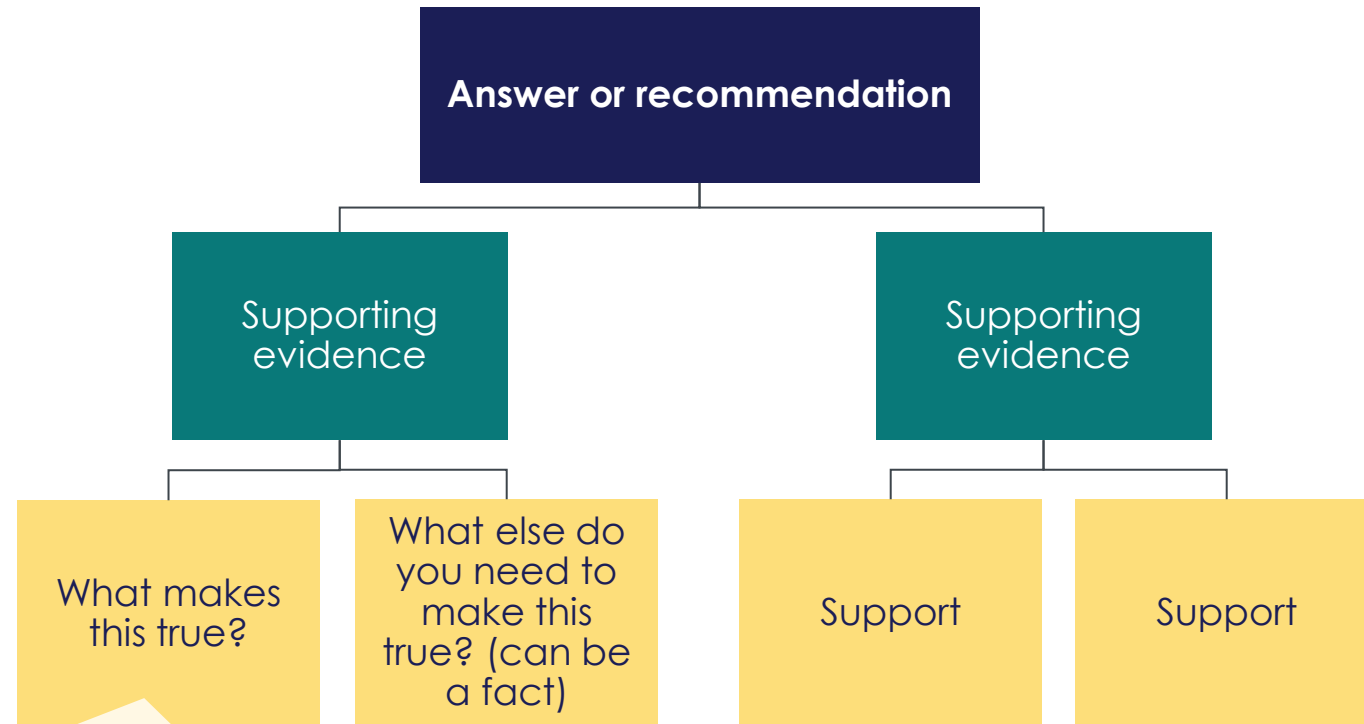 Answer or recommendation
Supporting
evidence
Supporting
evidence
What makes
this true?
What else do
you need to
make this
true? (can be
a fact)
Support
Support